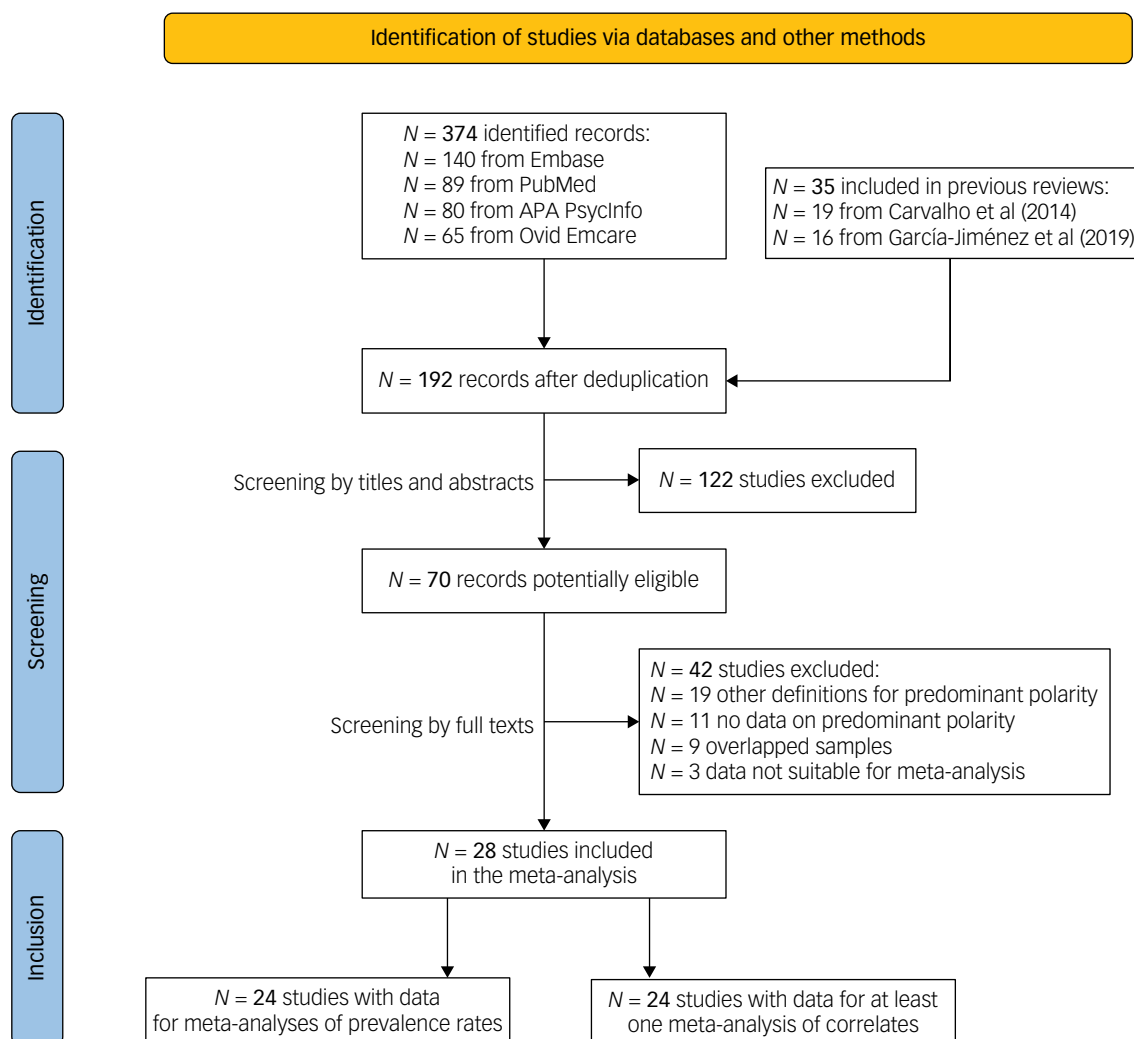 Identification of studies via databases and other methods
Identification
N = 374 identified records:
N = 140 from Embase
N = 89 from PubMed
N = 80 from APA PsycInfo
N = 65 from Ovid Emcare
N = 35 included in previous reviews:
N = 19 from Carvalho et al (2014)
N = 16 from García-Jiménez et al (2019)
N = 192 records after deduplication
Screening
Screening by titles and abstracts
N = 122 studies excluded
N = 70 records potentially eligible
Screening by full texts
N = 42 studies excluded:
N = 19 other definitions for predominant polarity
N = 11 no data on predominant polarity
N = 9 overlapped samples
N = 3 data not suitable for meta-analysis
Inclusion
N = 28 studies included
in the meta-analysis
N = 24 studies with data
for meta-analyses of prevalence rates
N = 24 studies with data for at least
one meta-analysis of correlates